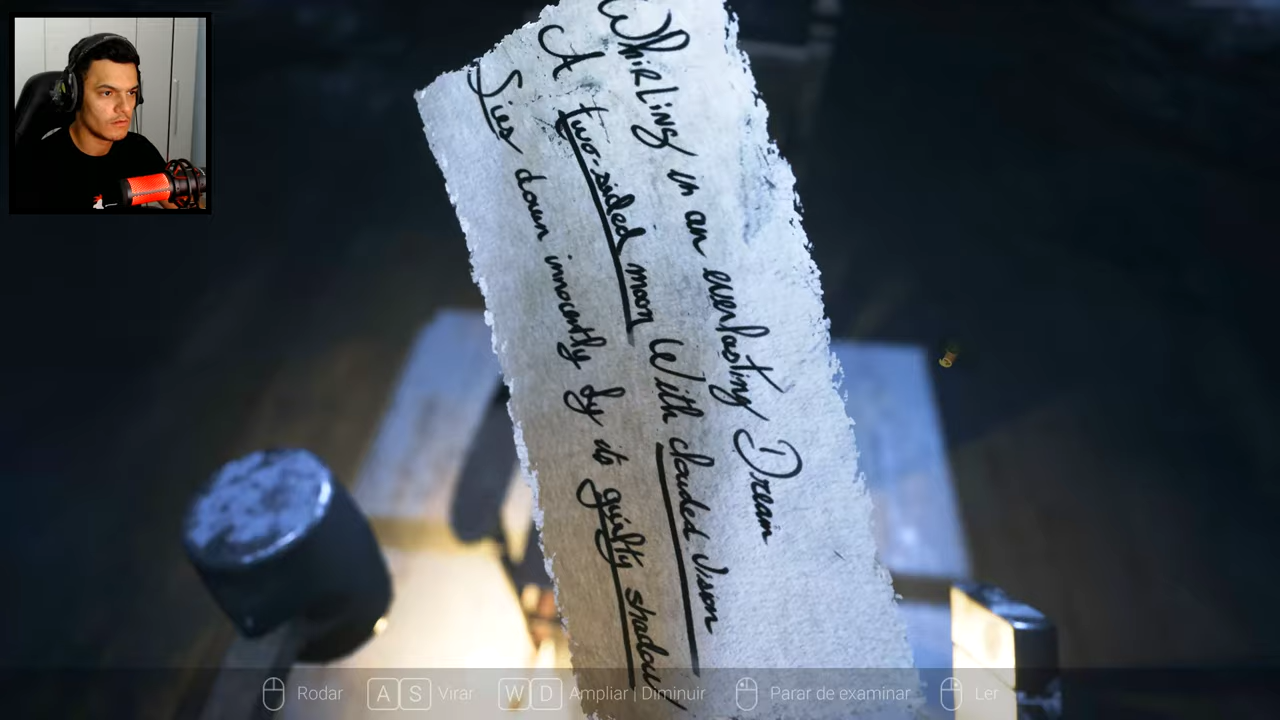 Whirling in an everlasting Dream
A two-sided moon With clouded vision
Lies down innocently by its guilty shadow
Rodar
A S Virar
W D Ampliar | Diminuir
Parar de examinar
Ler